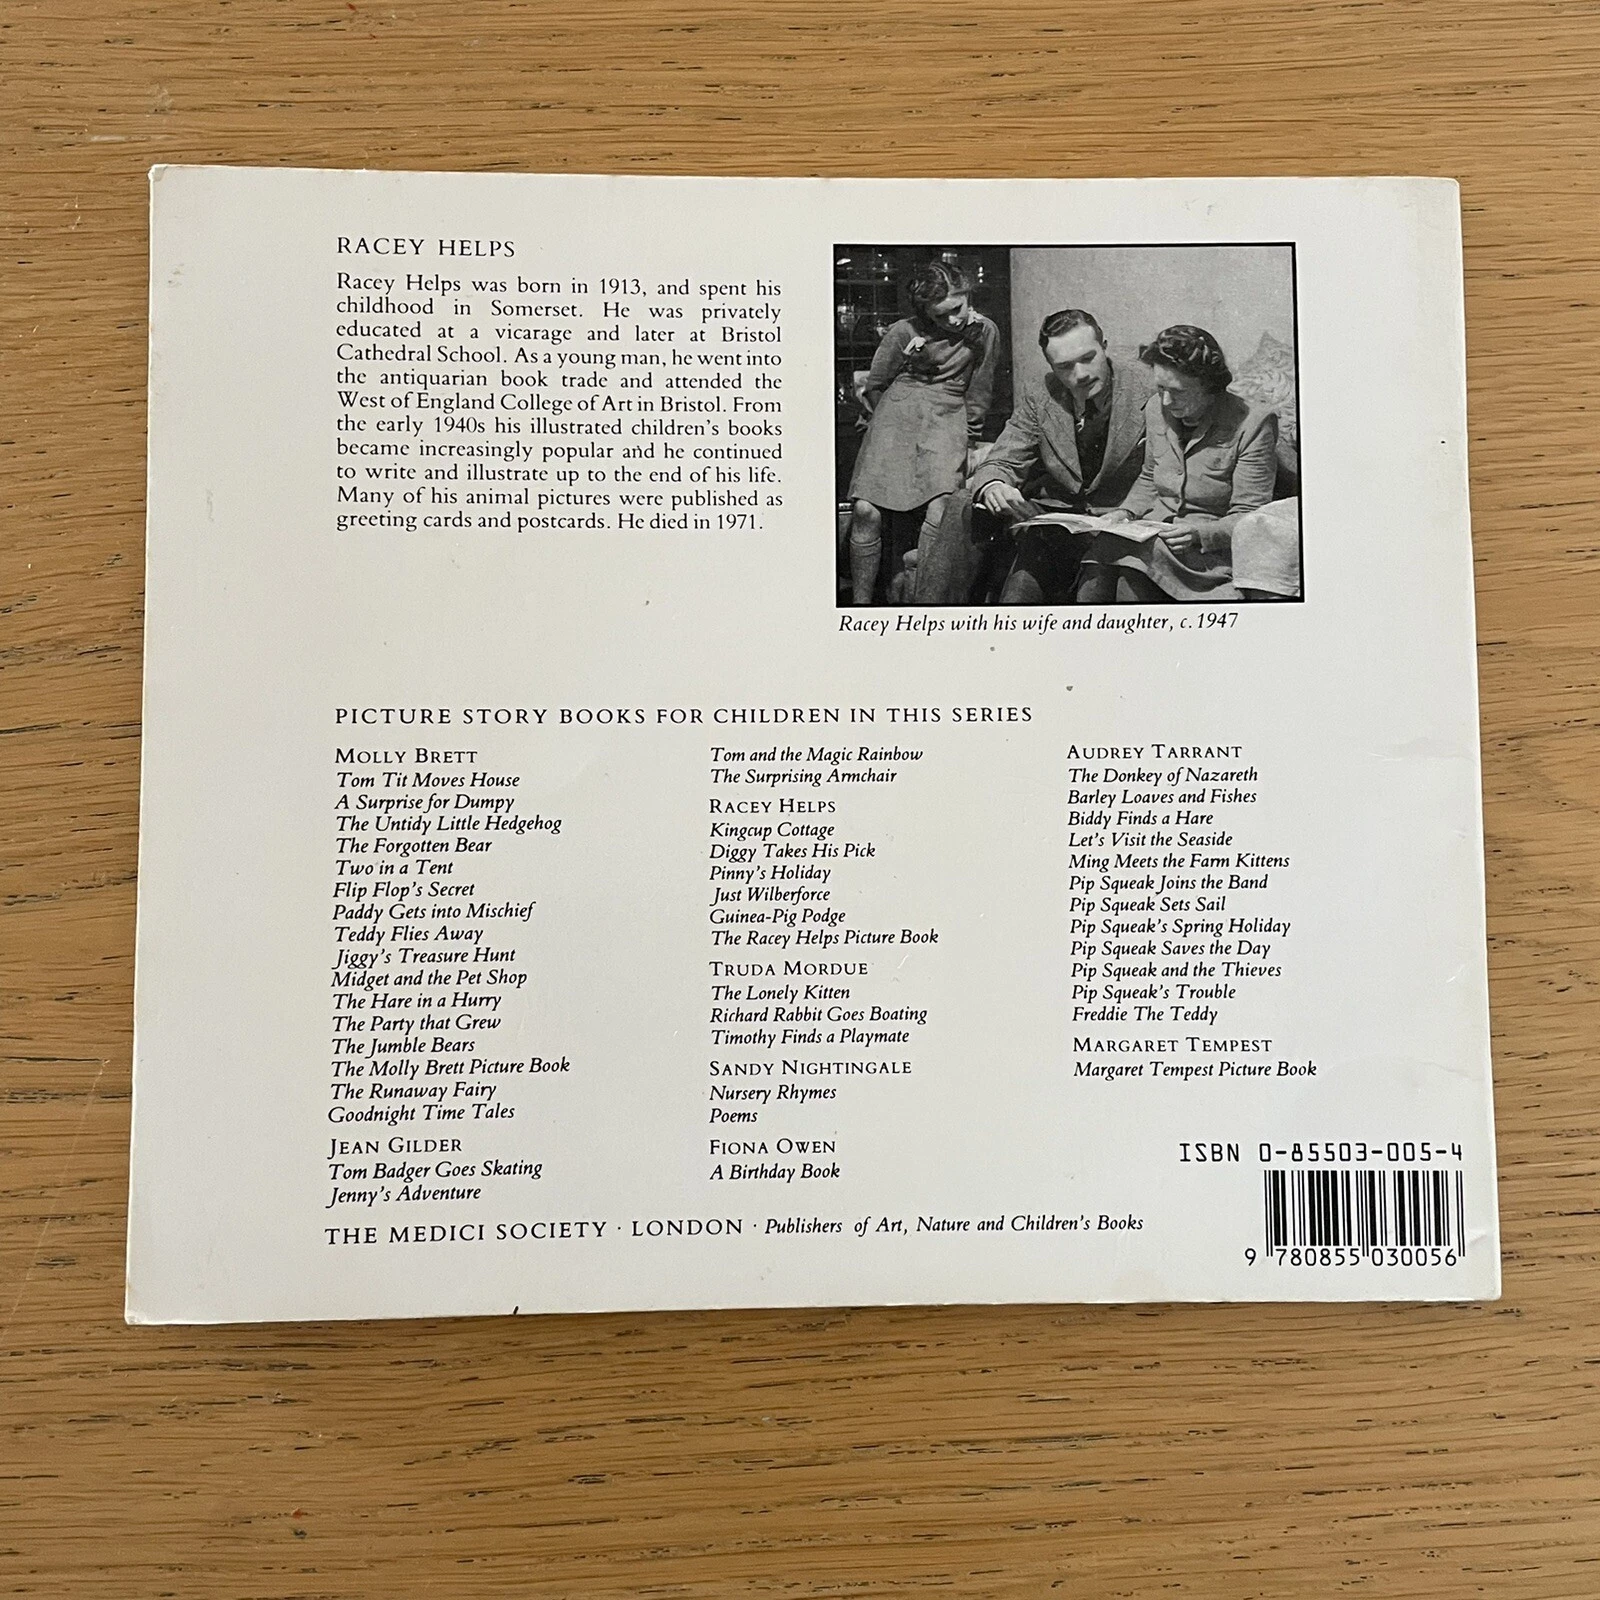 RACEY HELPS
Racey Helps was born in 1913, and spent his
childhood in Somerset. He was privately
educated at a vicarage and later at Bristol
Cathedral School. As a young man, he went into
the antiquarian book trade and attended the
West of England College of Art in Bristol. From
the early 1940s his illustrated children's books
became increasingly popular and he continued
to write and illustrate up to the end of his life.
Many of his animal pictures were published as
greeting cards and postcards. He died in 1971.
Racey Helps with his wife and daughter, c. 1947
PICTURE STORY BOOKS FOR CHILDREN IN THIS SERIES
MOLLY BRETT
Tom Tit Moves House
A Surprise for Dumpy
The Untidy Little Hedgehog
The Forgotten Bear
Two in a Tent
Flip Flop's Secret
Paddy Gets into Mischief
Teddy Flies Away
Jiggy's Treasure Hunt
Midget and the Pet Shop
The Hare in a Hurry
The Party that Grew
The Jumble Bears
The Molly Brett Picture Book
The Runaway Fairy
Goodnight Time Tales
JEAN GILDER
Tom Badger Goes Skating
Jenny's Adventure
Tom and the Magic Rainbow
The Surprising Armchair
RACEY HELPS
Kingcup Cottage
Diggy Takes His Pick
Pinny's Holiday
Just Wilberforce
Guinea-Pig Podge
The Racey Helps Picture Book
TRUDA MORDUE
The Lonely Kitten
Richard Rabbit Goes Boating
Timothy Finds a Playmate
SANDY NIGHTINGALE
Nursery Rhymes
Poems
FIONA OWEN
A Birthday Book
AUDREY TARRANT
The Donkey of Nazareth
Barley Loaves and Fishes
Biddy Finds a Hare
Let's Visit the Seaside
Ming Meets the Farm Kittens
Pip Squeak Joins the Band
Pip Squeak Sets Sail
Pip Squeak's Spring Holiday
Pip Squeak Saves the Day
Pip Squeak and the Thieves
Pip Squeak's Trouble
Freddie The Teddy
MARGARET TEMPEST
Margaret Tempest Picture Book
THE MEDICI SOCIETY · LONDON · Publishers of Art, Nature and Children's Books
ISBN 0-85503-005-4
9 780855 030056